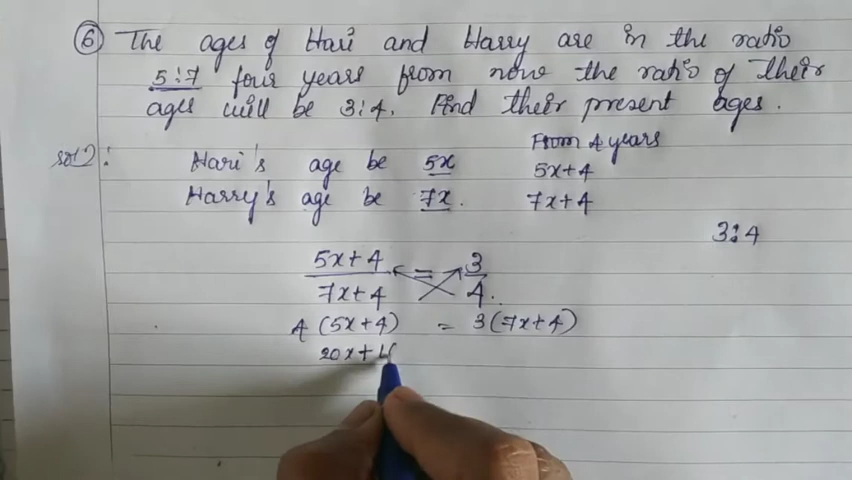 6 The ages of Hari and Harry are in the ratio
5:7 four years from now the ratio of their
ages will be 3:4. Find their present ages.
From 4 years
Hari's age be 5x 5x+4
Harry's age be 7x. 7x+4
3:4
5x+4 = 3
7x+4 4.
4 (5x+4) = 3(7x+4)
20x+1